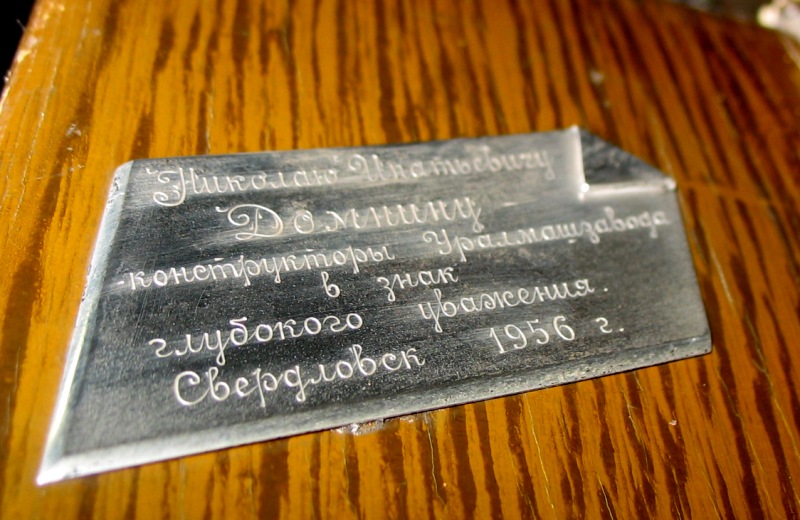 Николаю Игнатьевичу
Домнину
-конструкторы Уралмашзавода
в знак
глубокого уважения.
Свердловск 1956 г.